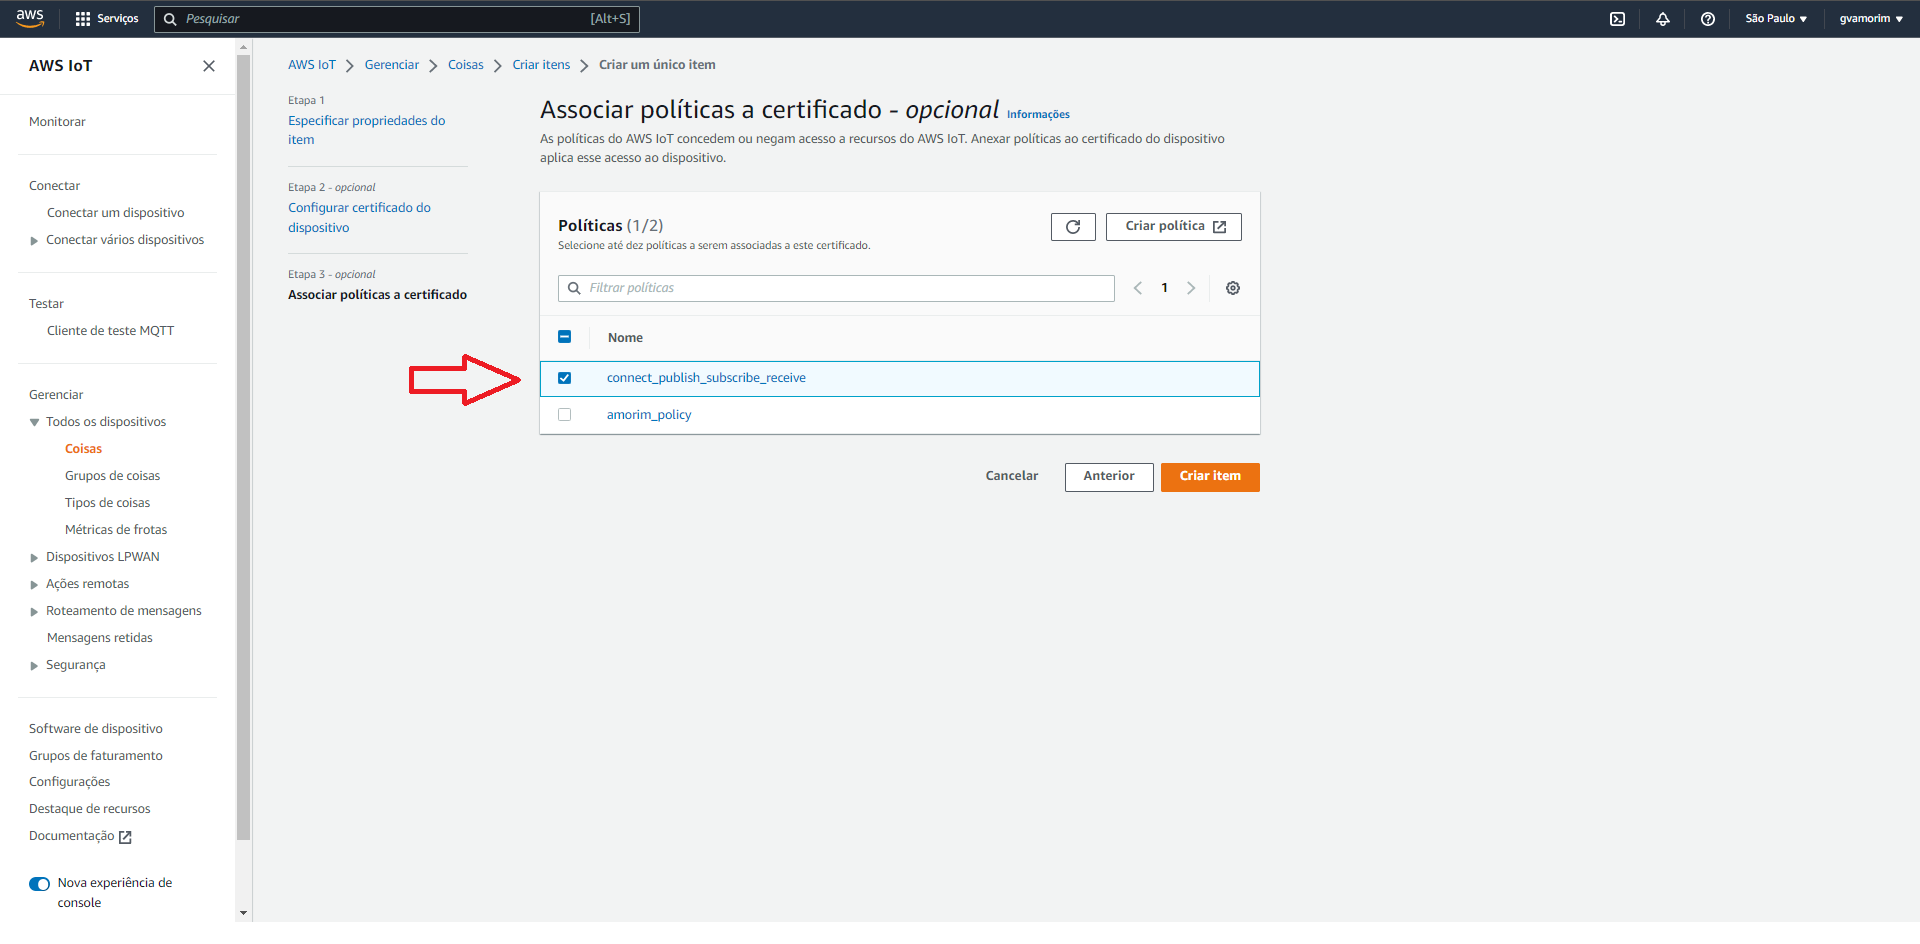 aws
Serviços
Pesquisar
[Alt+S]
São Paulo
gvamorim
AWS IoT
Monitorar
Conectar
Conectar um dispositivo
Conectar vários dispositivos
Testar
Cliente de teste MQTT
Gerenciar
Todos os dispositivos
Coisas
Grupos de coisas
Tipos de coisas
Métricas de frotas
Dispositivos LPWAN
Ações remotas
Roteamento de mensagens
Mensagens retidas
Segurança
Software de dispositivo
Grupos de faturamento
Configurações
Destaque de recursos
Documentação
Nova experiência de
console
AWS IoT
Gerenciar
Coisas
Criar itens
Criar um único item
Etapa 1
Especificar propriedades do
item
Etapa 2 - opcional
Configurar certificado do
dispositivo
Etapa 3 - opcional
Associar políticas a certificado
Associar políticas a certificado - opcional Informações
As políticas do AWS IoT concedem ou negam acesso a recursos do AWS IoT. Anexar políticas ao certificado do dispositivo
aplica esse acesso ao dispositivo.
Políticas (1/2)
Selecione até dez políticas a serem associadas a este certificado.
Criar política
Filtrar políticas
1
Nome
connect_publish_subscribe_receive
amorim_policy
Cancelar
Anterior
Criar item